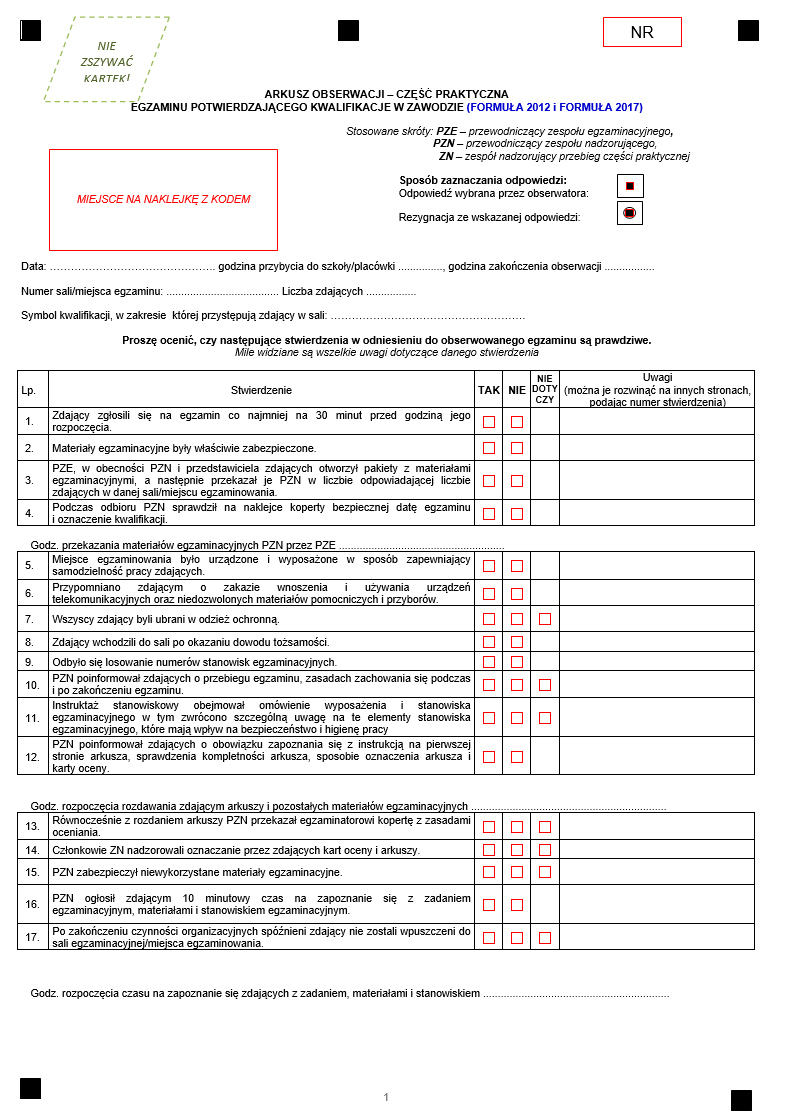 NIE
ZSZYWAĆ
KARTEK!
NR
ARKUSZ OBSERWACJI – CZĘŚĆ PRAKTYCZNA
EGZAMINU POTWIERDZAJĄCEGO KWALIFIKACJE W ZAWODZIE (FORMUŁA 2012 i FORMUŁA 2017)
Stosowane skróty: PZE – przewodniczący zespołu egzaminacyjnego,
PZN – przewodniczący zespołu nadzorującego,
ZN – zespół nadzorujący przebieg części praktycznej
MIEJSCE NA NAKLEJKĘ Z KODEM
Sposób zaznaczania odpowiedzi:
Odpowiedź wybrana przez obserwatora:
Rezygnacja ze wskazanej odpowiedzi:
Data: ………………………………………. godzina przybycia do szkoły/placówki ..............., godzina zakończenia obserwacji .................
Numer sali/miejsca egzaminu: ...................................... Liczba zdających .................
Symbol kwalifikacji, w zakresie której przystępują zdający w sali: …………………………………………………
Proszę ocenić, czy następujące stwierdzenia w odniesieniu do obserwowanego egzaminu są prawdziwe.
Mile widziane są wszelkie uwagi dotyczące danego stwierdzenia
Lp. Stwierdzenie TAK NIE NIE DOTY CZY Uwagi (można je rozwinąć na innych stronach, podając numer stwierdzenia)
1. Zdający zgłosili się na egzamin co najmniej na 30 minut przed godziną jego
rozpoczęcia.
2. Materiały egzaminacyjne były właściwie zabezpieczone.
3. PZE, w obecności PZN i przedstawiciela zdających otworzył pakiety z materiałami
egzaminacyjnymi, a następnie przekazał je PZN w liczbie odpowiadającej liczbie
zdających w danej sali/miejscu egzaminowania.
4. Podczas odbioru PZN sprawdził na naklejce koperty bezpiecznej datę egzaminu
i oznaczenie kwalifikacji.
Godz. przekazania materiałów egzaminacyjnych PZN przez PZE ........................................................
5. Miejsce egzaminowania było urządzone i wyposażone w sposób zapewniający
samodzielność pracy zdających.
6. Przypomniano zdającym o zakazie wnoszenia i używania urządzeń
telekomunikacyjnych oraz niedozwolonych materiałów pomocniczych i przyborów.
7. Wszyscy zdający byli ubrani w odzież ochronną.
8. Zdający wchodzili do sali po okazaniu dowodu tożsamości.
9. Odbyło się losowanie numerów stanowisk egzaminacyjnych.
10. PZN poinformował zdających o przebiegu egzaminu, zasadach zachowania się podczas
i po zakończeniu egzaminu.
11. Instruktaż stanowiskowy obejmował omówienie wyposażenia i stanowiska
egzaminacyjnego w tym zwrócono szczególną uwagę na te elementy stanowiska
egzaminacyjnego, które mają wpływ na bezpieczeństwo i higienę pracy
12. PZN poinformował zdających o obowiązku zapoznania się z instrukcją na pierwszej
stronie arkusza, sprawdzenia kompletności arkusza, sposobie oznaczenia arkusza i
karty oceny.
Godz. rozpoczęcia rozdawania zdającym arkuszy i pozostałych materiałów egzaminacyjnych ..................................................................
13. Równocześnie z rozdaniem arkuszy PZN przekazał egzaminatorowi kopertę z zasadami
oceniania.
14. Członkowie ZN nadzorowali oznaczanie przez zdających kart oceny i arkuszy.
15. PZN zabezpieczył niewykorzystane materiały egzaminacyjne.
16. PZN ogłosił zdającym 10 minutowy czas na zapoznanie się z zadaniem
egzaminacyjnym, materiałami i stanowiskiem egzaminacyjnym.
17. Po zakończeniu czynności organizacyjnych spóźnieni zdający nie zostali wpuszczeni do
sali egzaminacyjnej/miejsca egzaminowania.
Godz. rozpoczęcia czasu na zapoznanie się zdających z zadaniem, materiałami i stanowiskiem ...............................................................
1